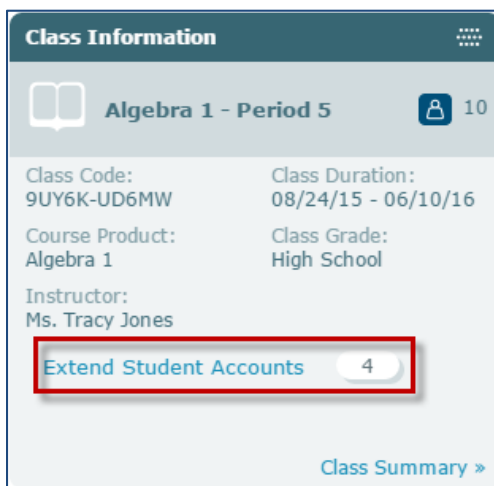 Class Information
Algebra 1 - Period 5 10
Class Code: Class Duration:
9UY6K-UD6MW 08/24/15 - 06/10/16
Course Product: Class Grade:
Algebra 1 High School
Instructor:
Ms. Tracy Jones
Extend Student Accounts 4
Class Summary »